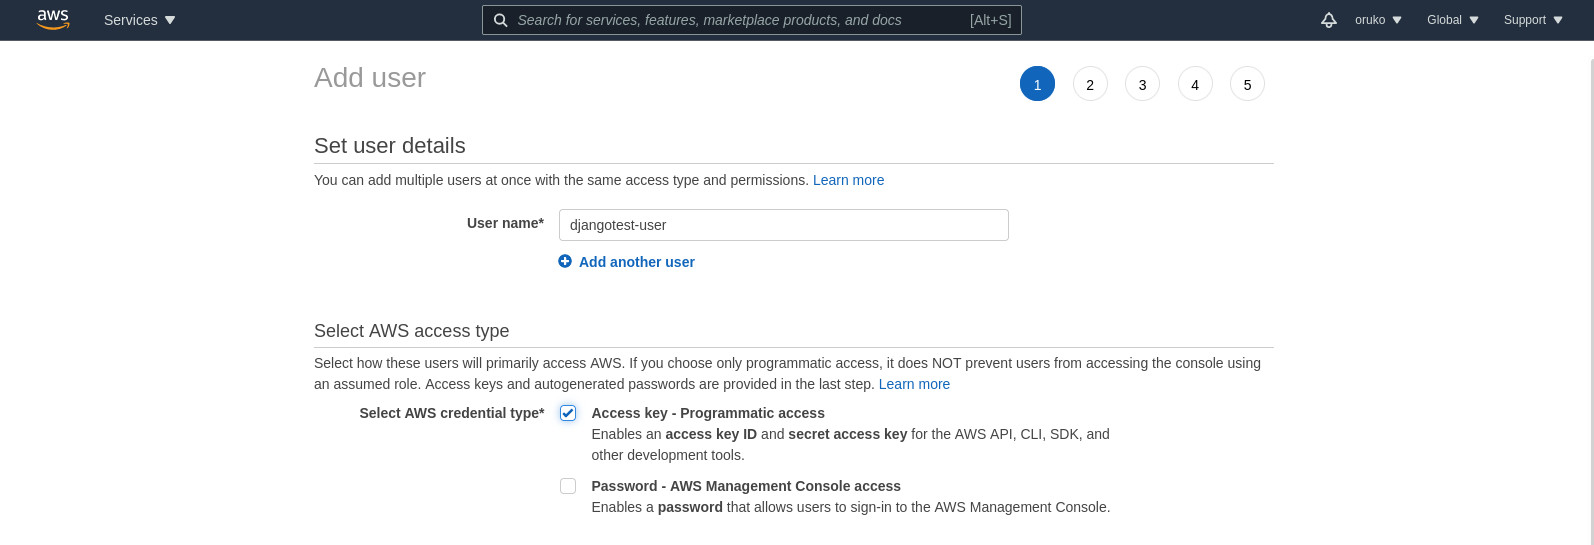 aws Services Search for services, features, marketplace products, and docs [Alt+S] oruko Global Support
Add user 1 2 3 4 5
Set user details
You can add multiple users at once with the same access type and permissions. Learn more
User name* djangotest-user
Add another user
Select AWS access type
Select how these users will primarily access AWS. If you choose only programmatic access, it does NOT prevent users from accessing the console using
an assumed role. Access keys and autogenerated passwords are provided in the last step. Learn more
Select AWS credential type* Access key - Programmatic access
Enables an access key ID and secret access key for the AWS API, CLI, SDK, and
other development tools.
Password - AWS Management Console access
Enables a password that allows users to sign-in to the AWS Management Console.